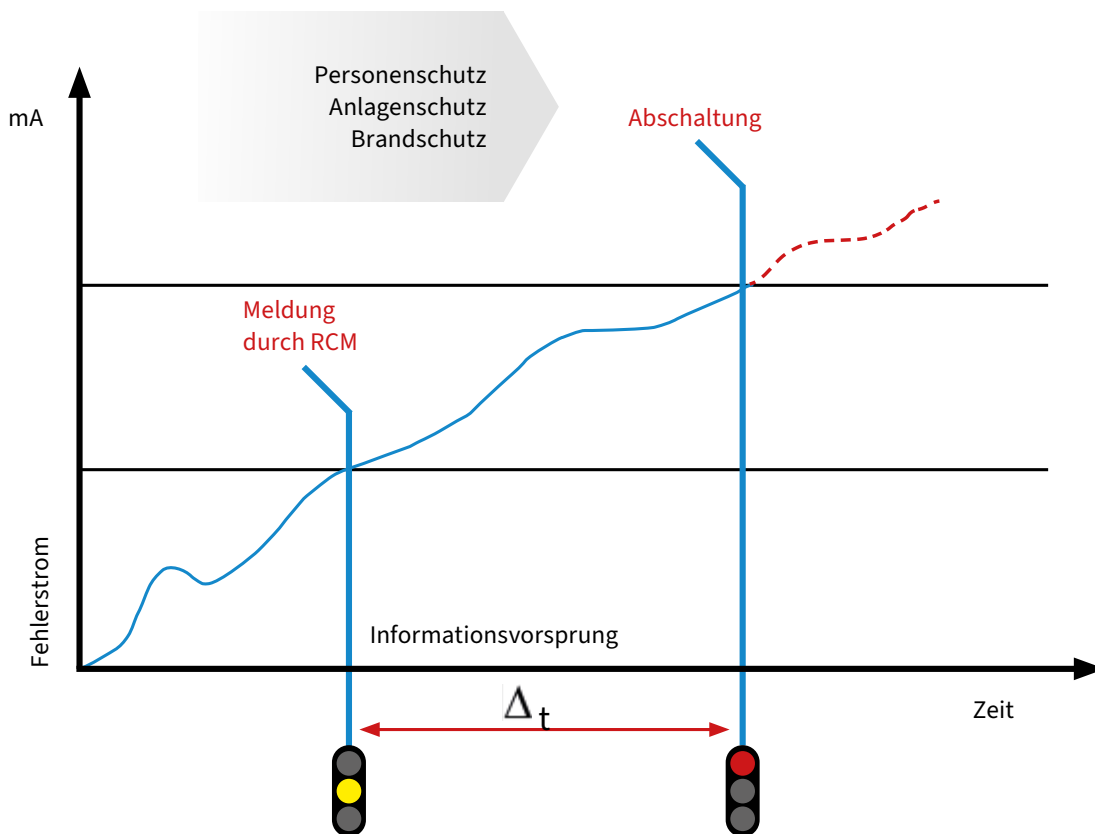 Personenschutz
Anlagenschutz
Brandschutz
mA
Abschaltung
Meldung
durch RCM
Fehlerstrom
Informationsvorsprung
Δt
Zeit